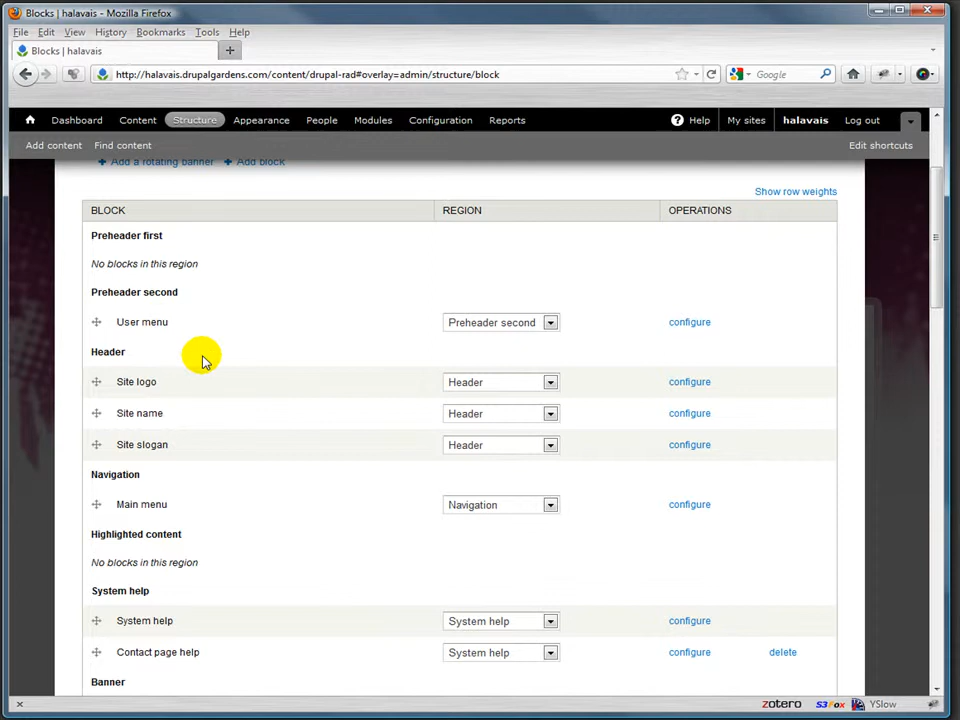 Blocks | halavais - Mozilla Firefox
File Edit View History Bookmarks Tools Help
Blocks | halavais
http://halavais.drupalgardens.com/content/drupal-rad#overlay=admin/structure/block
Google
Dashboard Content Structure Appearance People Modules Configuration Reports Help My sites halavais Log out
Add content Find content Edit shortcuts
Add a rotating banner Add block
Show row weights
BLOCK REGION OPERATIONS
Preheader first
No blocks in this region
Preheader second
User menu Preheader second configure
Header
Site logo Header configure
Site name Header configure
Site slogan Header configure
Navigation
Main menu Navigation configure
Highlighted content
No blocks in this region
System help
System help System help configure
Contact page help System help configure delete
Banner
zotero S3Fox YSlow